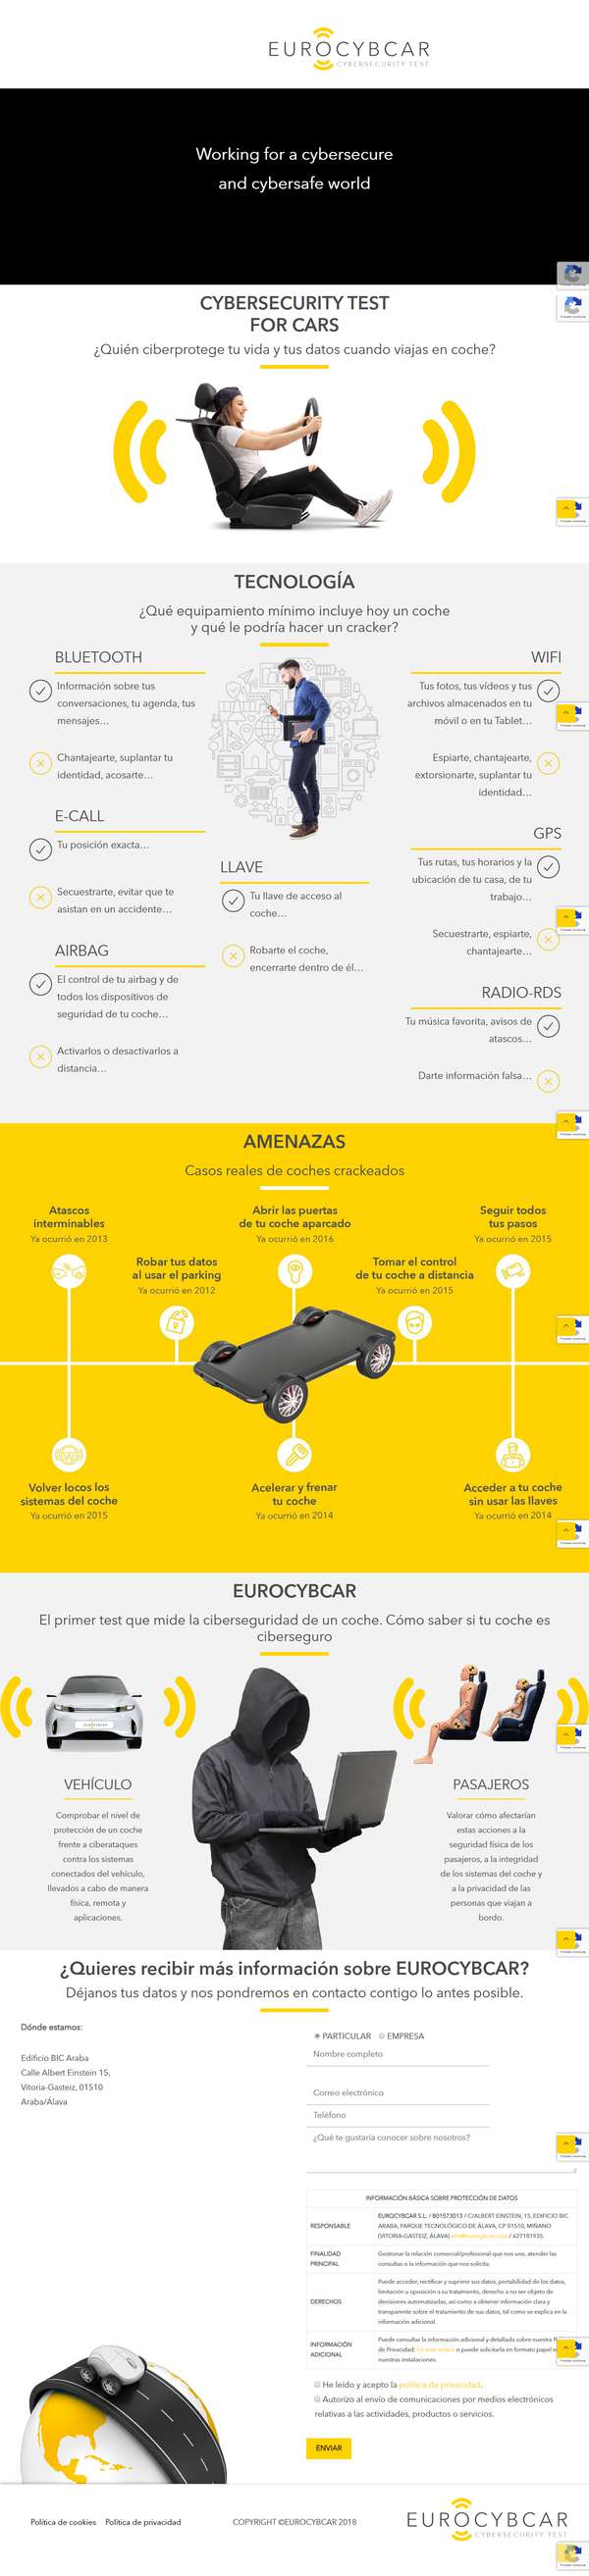 EUROCYBCAR
CYBERSECURITY TEST
Working for a cybersecure
and cybersafe world
CYBERSECURITY TEST
FOR CARS
¿Quién ciberprotege tu vida y tus datos cuando viajas en coche?
TECNOLOGÍA
¿Qué equipamiento mínimo incluye hoy un coche
y qué le podría hacer un cracker?
BLUETOOTH
Información sobre tus
conversaciones, tu agenda, tus
mensajes…
Chantajearte, suplantar tu
identidad, acosarte…
E-CALL
Tu posición exacta…
Secuestrarte, evitar que te
asistan en un accidente…
AIRBAG
El control de tu airbag y de
todos los dispositivos de
seguridad de tu coche…
Activarlos o desactivarlos a
distancia…
LLAVE
Tu llave de acceso al
coche…
Robarte el coche,
encerrarte dentro de él…
WIFI
Tus fotos, tus vídeos y tus
archivos almacenados en tu
móvil o en tu Tablet…
Espiarte, chantajearte,
extorsionarte, suplantar tu
identidad…
GPS
Tus rutas, tus horarios y la
ubicación de tu casa, de tu
trabajo…
Secuestrarte, espiarte,
chantajearte…
RADIO-RDS
Tu música favorita, avisos de
atascos…
Darte información falsa…
AMENAZAS
Casos reales de coches crackeados
Atascos
interminables
Ya ocurrió en 2013
Robar tus datos
al usar el parking
Ya ocurrió en 2012
Abrir las puertas
de tu coche aparcado
Ya ocurrió en 2016
Tomar el control
de tu coche a distancia
Ya ocurrió en 2015
Seguir todos
tus pasos
Ya ocurrió en 2015
Volver locos los
sistemas del coche
Ya ocurrió en 2015
Acelerar y frenar
tu coche
Ya ocurrió en 2014
Acceder a tu coche
sin usar las llaves
Ya ocurrió en 2014
EUROCYBCAR
El primer test que mide la ciberseguridad de un coche. Cómo saber si tu coche es
ciberseguro
VEHÍCULO
Comprobar el nivel de
protección de un coche
frente a ciberataques
contra los sistemas
conectados del vehículo,
llevados a cabo de manera
física, remota y
aplicaciones.
PASAJEROS
Valorar cómo afectarían
estas acciones a la
seguridad física de los
pasajeros, a la integridad
de los sistemas del coche y
a la privacidad de las
personas que viajan a
bordo.
¿Quieres recibir más información sobre EUROCYBCAR?
Déjanos tus datos y nos pondremos en contacto contigo lo antes posible.
Dónde estamos:
Edificio BIC Araba
Calle Albert Einstein 15,
Vitoria-Gasteiz, 01510
Araba/Álava
PARTICULAR EMPRESA
Nombre completo
Correo electrónico
Teléfono
¿Qué te gustaría conocer sobre nosotros?
INFORMACIÓN BÁSICA SOBRE PROTECCIÓN DE DATOS
RESPONSABLE
EUROCYBCAR S.L. / B01573013 / C/ALBERT EINSTEIN, 15, EDIFICIO BIC
ARABA, PARQUE TECNOLÓGICO DE ÁLAVA, CP 01510, MIÑANO
(VITORIA-GASTEIZ, ÁLAVA) / 627181935.
FINALIDAD
PRINCIPAL
Gestionar la relación comercial/profesional que nos une, atender las
consultas o la información que nos solicita.
DERECHOS
Puede acceder, rectificar y suprimir sus datos, portabilidad de los datos,
limitación u oposición a su tratamiento, derecho a no ser objeto de
decisiones automatizadas, así como a obtener información clara y
transparente sobre el tratamiento de sus datos, tal como se explica en la
información adicional.
INFORMACIÓN
ADICIONAL
Puede consultar la información adicional y detallada sobre nuestra
de Privacidad: o puede solicitarla en formato papel
nuestras instalaciones.
He leído y acepto la política de privacidad.
Autorizo al envío de comunicaciones por medios electrónicos
relativas a las actividades, productos o servicios.
ENVIAR
Política de cookies Política de privacidad
COPYRIGHT ©EUROCYBCAR 2018
EUROCYBCAR
CYBERSECURITY TEST